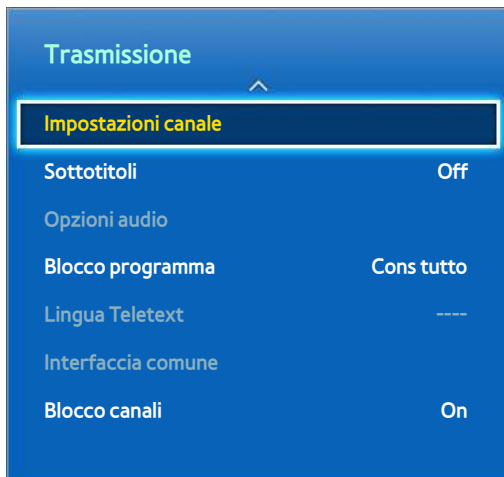 Trasmissione
Impostazioni canale
Sottotitoli Off
Opzioni audio
Blocco programma Cons tutto
Lingua Teletext ----
Interfaccia comune
Blocco canali On